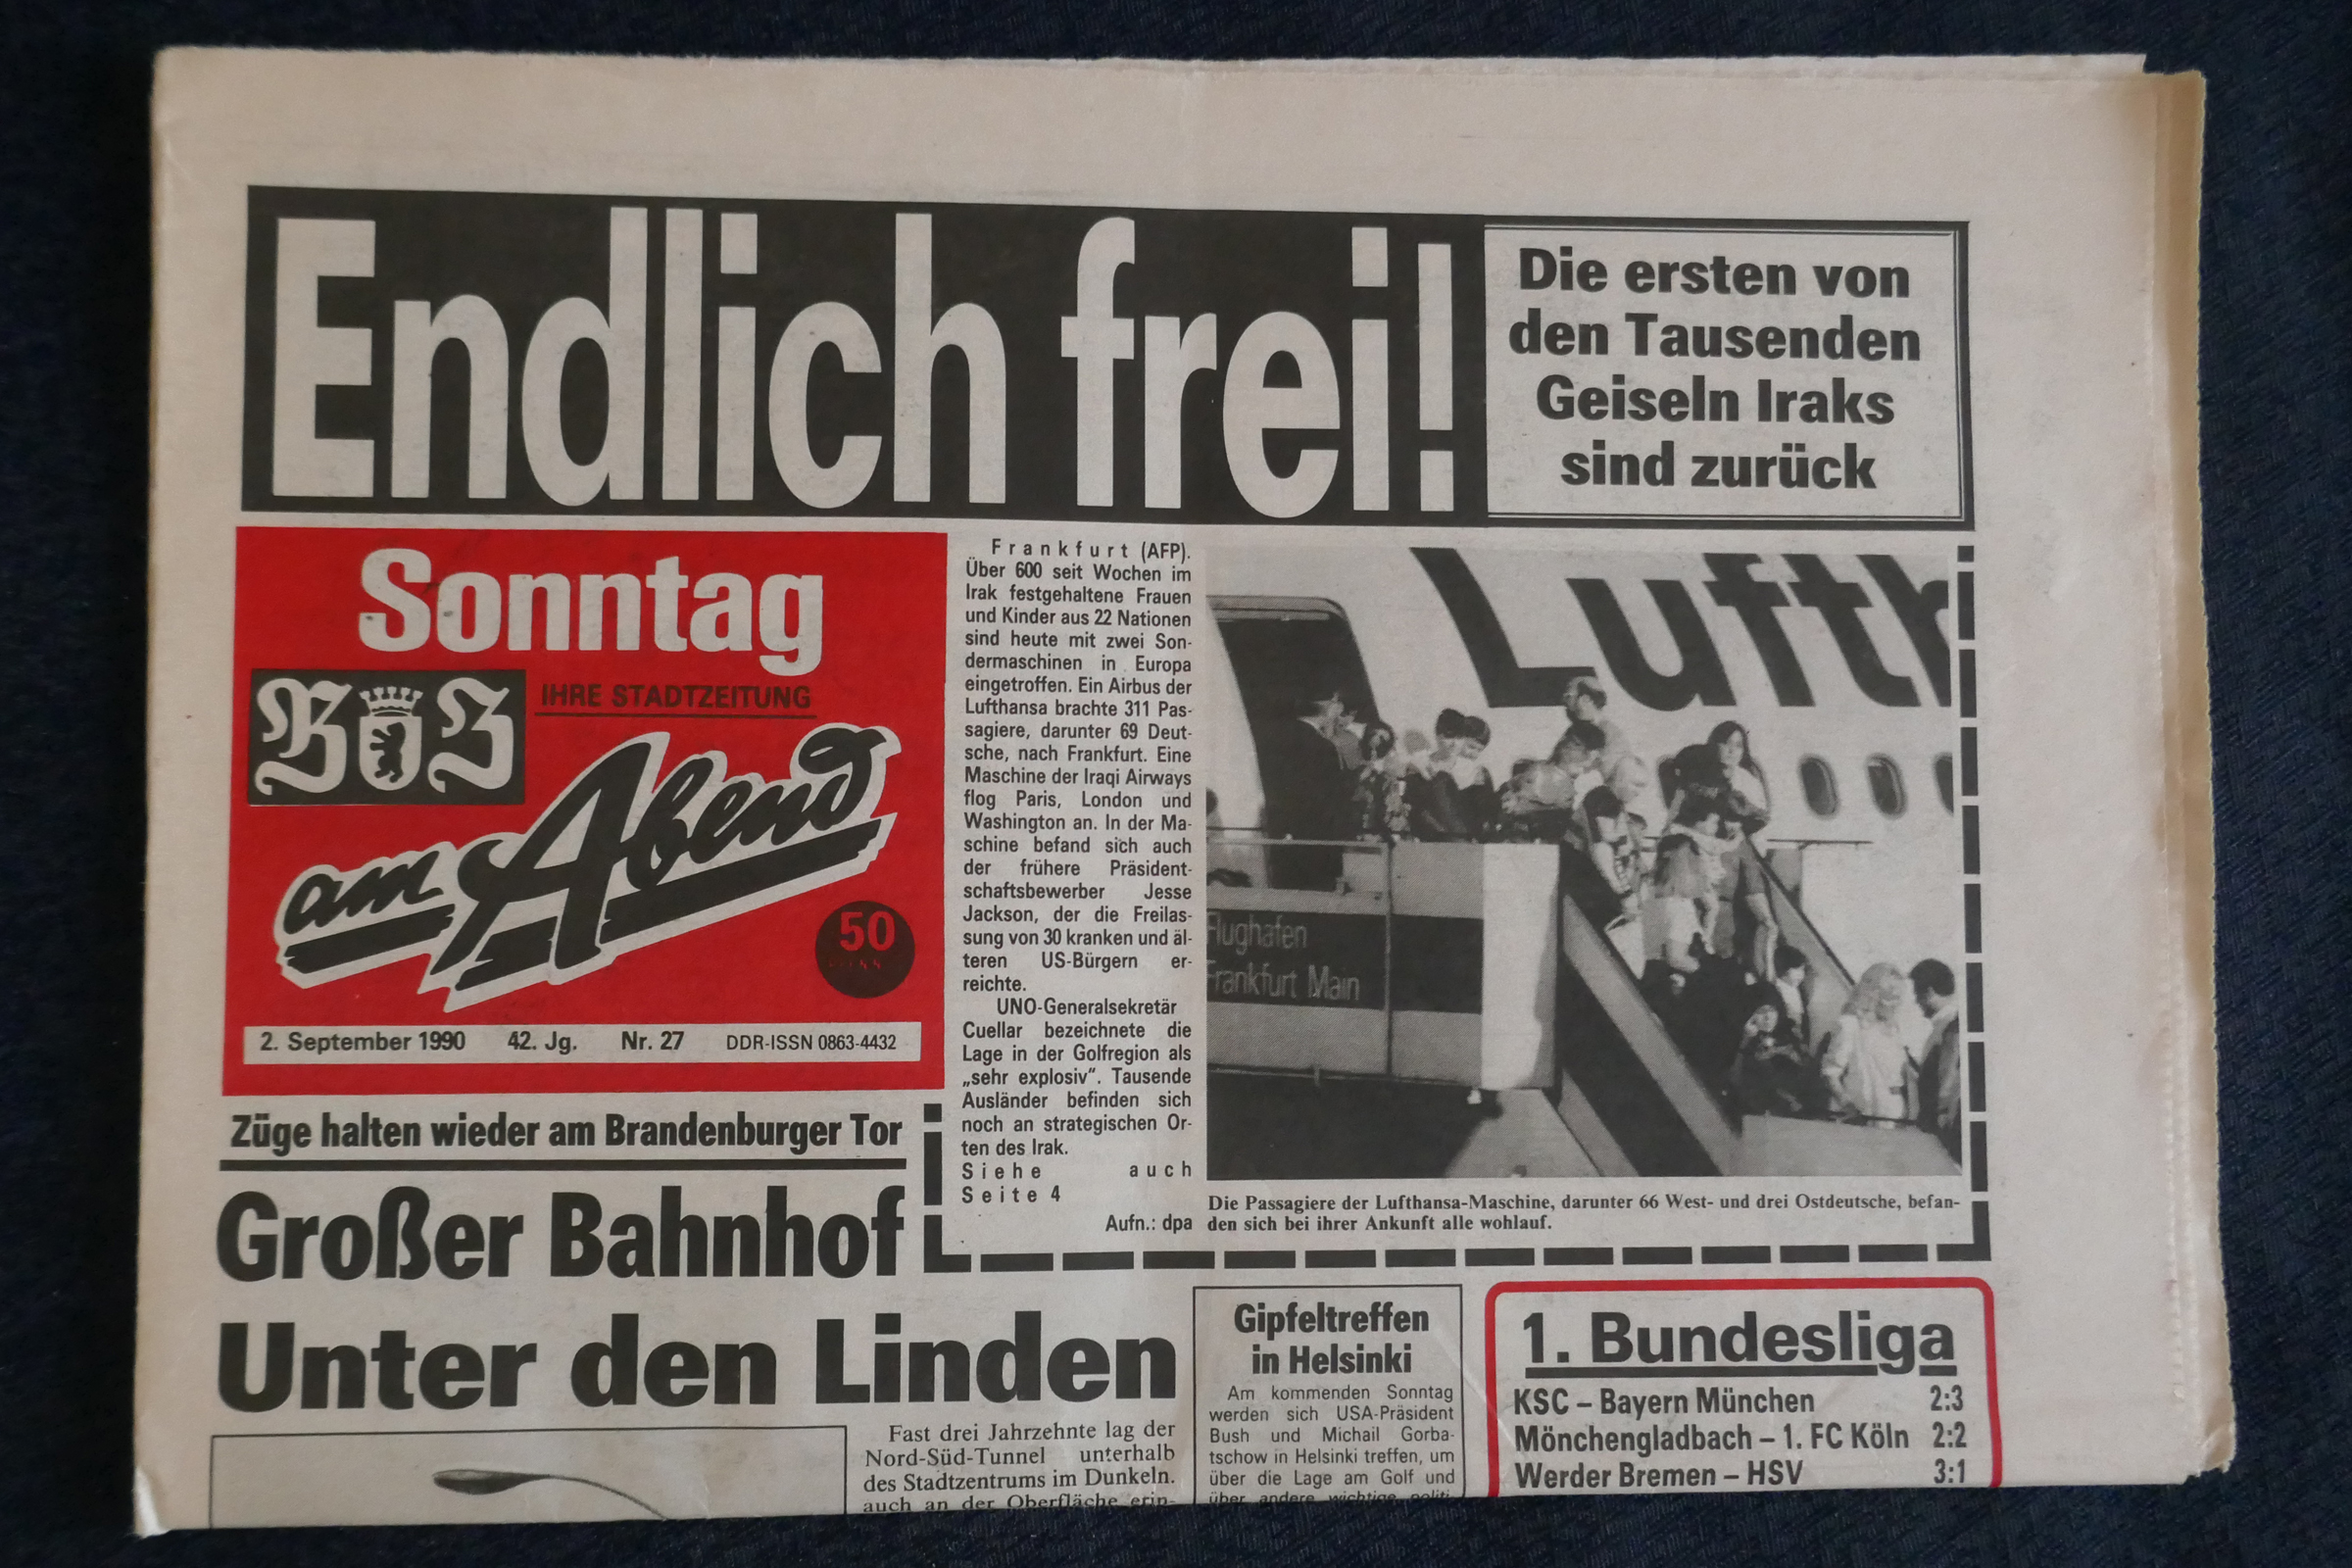 Endlich frei!
Die ersten von
den Tausenden
Geiseln Iraks
sind zurück
Sonntag
BZ
IHRE STADTZEITUNG
am Abend
50
2. September 1990 42. Jg. Nr. 27 DDR-ISSN 0863-4432
Frankfurt (AFP).
Über 600 seit Wochen im
Irak festgehaltene Frauen
und Kinder aus 22 Nationen
sind heute mit zwei Son-
dermaschinen in Europa
eingetroffen. Ein Airbus der
Lufthansa brachte 311 Pas-
sagiere, darunter 69 Deut-
sche, nach Frankfurt. Eine
Maschine der Iraqi Airways
flog Paris, London und
Washington an. In der Ma-
schine befand sich auch
der frühere Präsident-
schaftsbewerber Jesse
Jackson, der die Freilas-
sung von 30 kranken und äl-
teren US-Bürgern er-
reichte.
UNO-Generalsekretär
Cuellar bezeichnete die
Lage in der Golfregion als
„sehr explosiv“. Tausende
Ausländer befinden sich
noch an strategischen Or-
ten des Irak.
Siehe auch
Seite 4
Aufn.: dpa
Lufth
Flughafen
Frankfurt Main
Die Passagiere der Lufthansa-Maschine, darunter 66 West- und drei Ostdeutsche, befan-
den sich bei ihrer Ankunft alle wohlauf.
Züge halten wieder am Brandenburger Tor
Großer Bahnhof
Unter den Linden
Fast drei Jahrzehnte lag der
Nord-Süd-Tunnel unterhalb
des Stadtzentrums im Dunkeln.
auch an der Oberfläche erin-
Gipfeltreffen
in Helsinki
Am kommenden Sonntag
werden sich USA-Präsident
Bush und Michail Gorba-
tschow in Helsinki treffen, um
über die Lage am Golf und
über andere wichtige politi-
1. Bundesliga
KSC – Bayern München 2:3
Mönchengladbach – 1. FC Köln 2:2
Werder Bremen – HSV 3:1